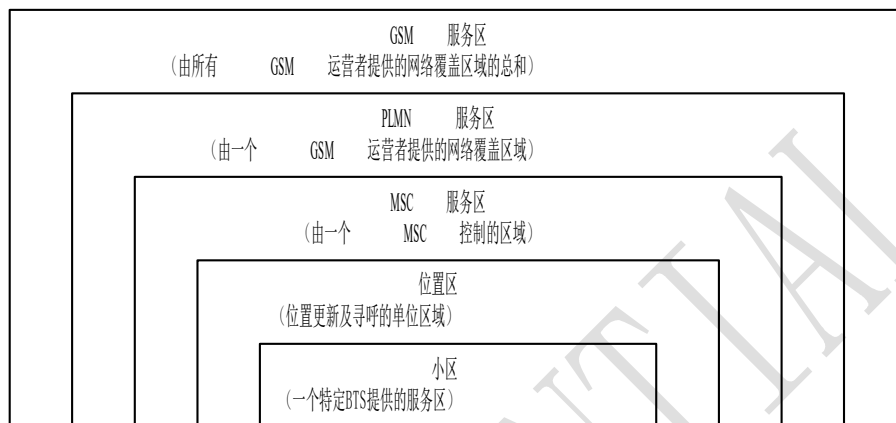 GSM 服务区
（由所有 GSM 运营者提供的网络覆盖区域的总和）
PLMN 服务区
（由一个 GSM 运营者提供的网络覆盖区域）
MSC 服务区
（由一个 MSC 控制的区域）
位置区
（位置更新及寻呼的单位区域）
小区
（一个特定BTS提供的服务区）
NTIAL